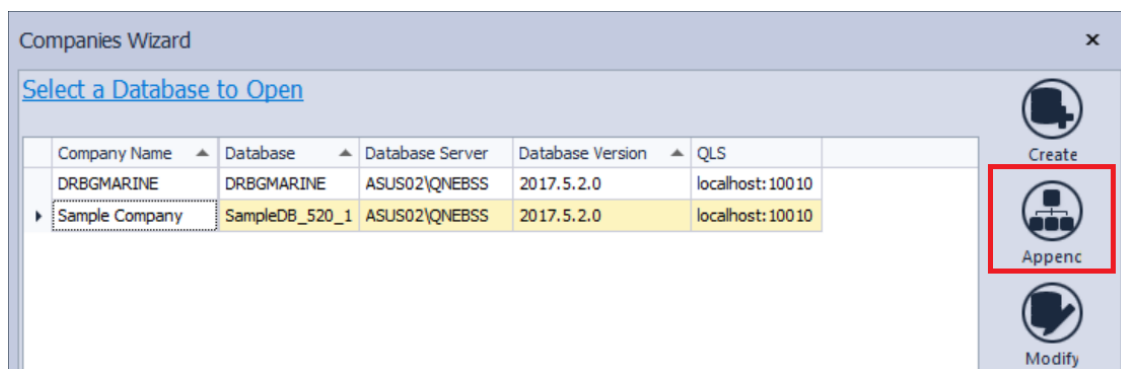 Companies Wizard
Select a Database to Open
Create
Company Name Database Database Server Database Version QLS
DRBGMARINE DRBGMARINE ASUS02\QNEBSS 2017.5.2.0 localhost:10010
Sample Company SampleDB_520_1 ASUS02\QNEBSS 2017.5.2.0 localhost:10010
Appenc
Modify